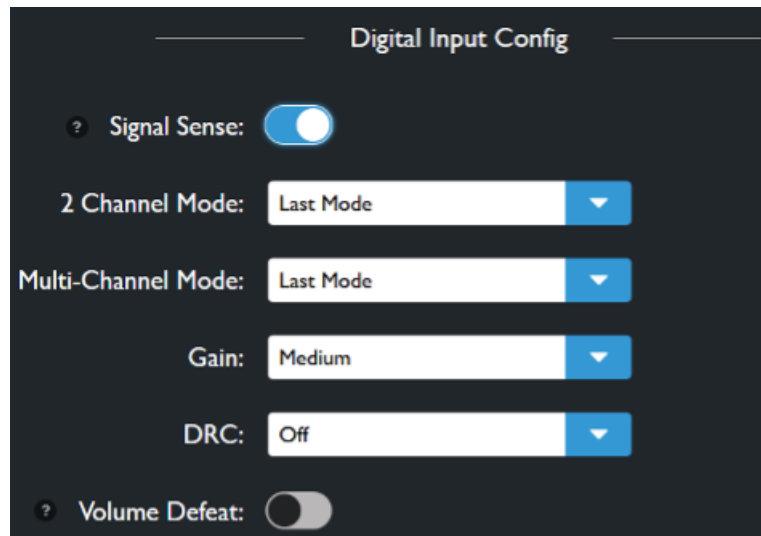 Digital Input Config
? Signal Sense:
2 Channel Mode: Last Mode
Multi-Channel Mode: Last Mode
Gain: Medium
DRC: Off
? Volume Defeat: